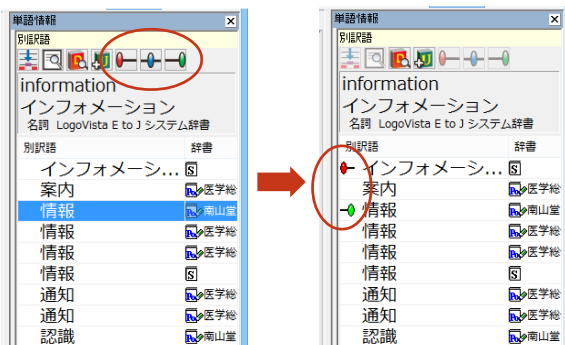 単語情報
別訳語
information
インフォメーション
名詞 LogoVista E to J システム辞書
別訳語 辞書
インフォメーシ... S
案内 医学総
情報 南山堂
情報 医学総
情報 医学総
情報 S
通知 医学総
通知 医学総
認識 南山堂
単語情報
別訳語
information
インフォメーション
名詞 LogoVista E to J システム辞書
別訳語 辞書
インフォメーシ... S
案内 医学総
情報 南山堂
情報 医学総
情報 医学総
情報 S
通知 医学総
通知 医学総
認識 南山堂